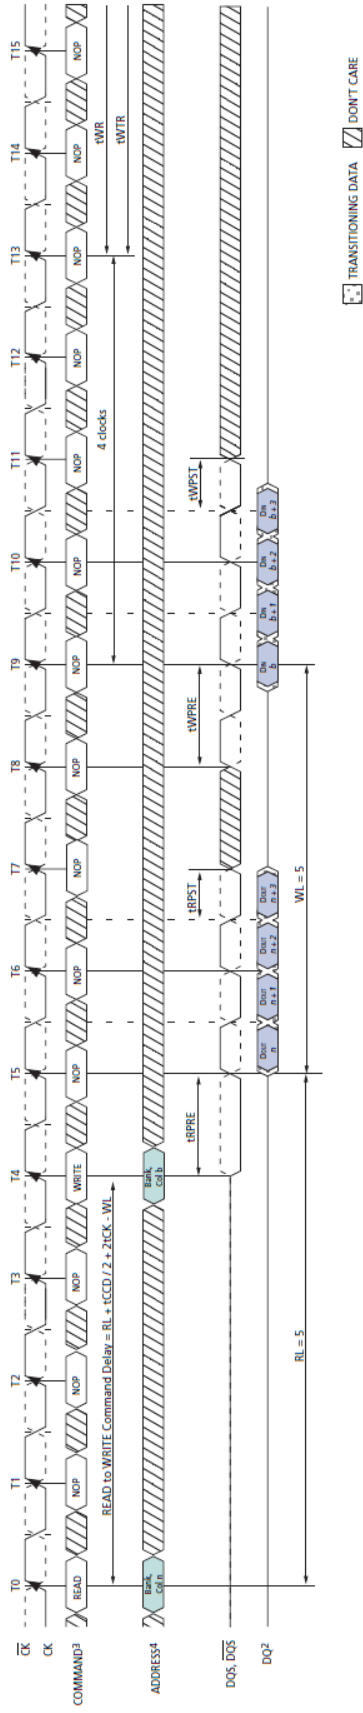 T0 T1 T2 T3 T4 T5 T6 T7 T8 T9 T10 T11 T12 T13 T14 T15
CK
CK
COMMAND3 READ NOP NOP NOP WRITE NOP NOP NOP NOP NOP NOP NOP NOP NOP NOP NOP
READ to WRITE Command Delay = RL + tCCD / 2 + 2tCK - WL
4 clocks
tWR
tWTR
ADDRESS4 Bank, Col n Bank, Col b
tRPRE tRPST tWPRE tWPST
DQS, DQS
DQ2 DOUT n DOUT n + 1 DOUT n + 2 DOUT n + 3 DIN b DIN b + 1 DIN b + 2 DIN b + 3
RL = 5 WL = 5
TRANSITIONING DATA DON'T CARE